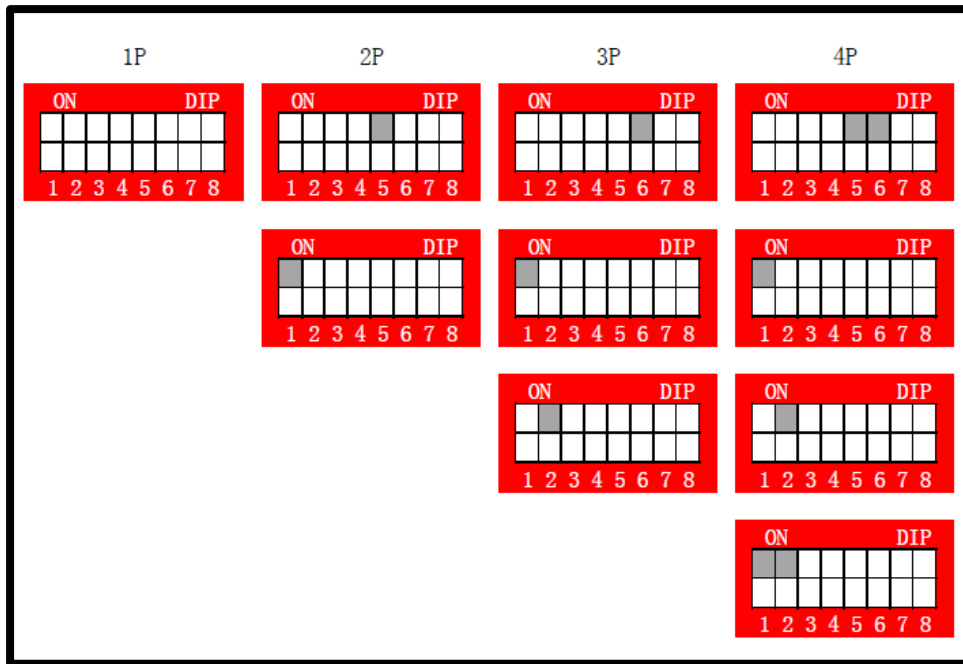 1P 2P 3P 4P
ON DIP ON DIP ON DIP ON DIP
1 2 3 4 5 6 7 8 1 2 3 4 5 6 7 8 1 2 3 4 5 6 7 8 1 2 3 4 5 6 7 8
ON DIP ON DIP ON DIP
1 2 3 4 5 6 7 8 1 2 3 4 5 6 7 8 1 2 3 4 5 6 7 8
ON DIP ON DIP
1 2 3 4 5 6 7 8 1 2 3 4 5 6 7 8
ON DIP
1 2 3 4 5 6 7 8